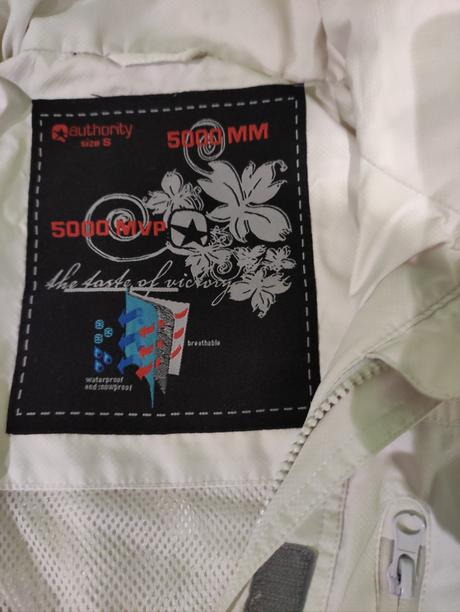 authority
size S
5000 MM
5000 MVP
the taste of victory
breathable
waterproof
and snowproof